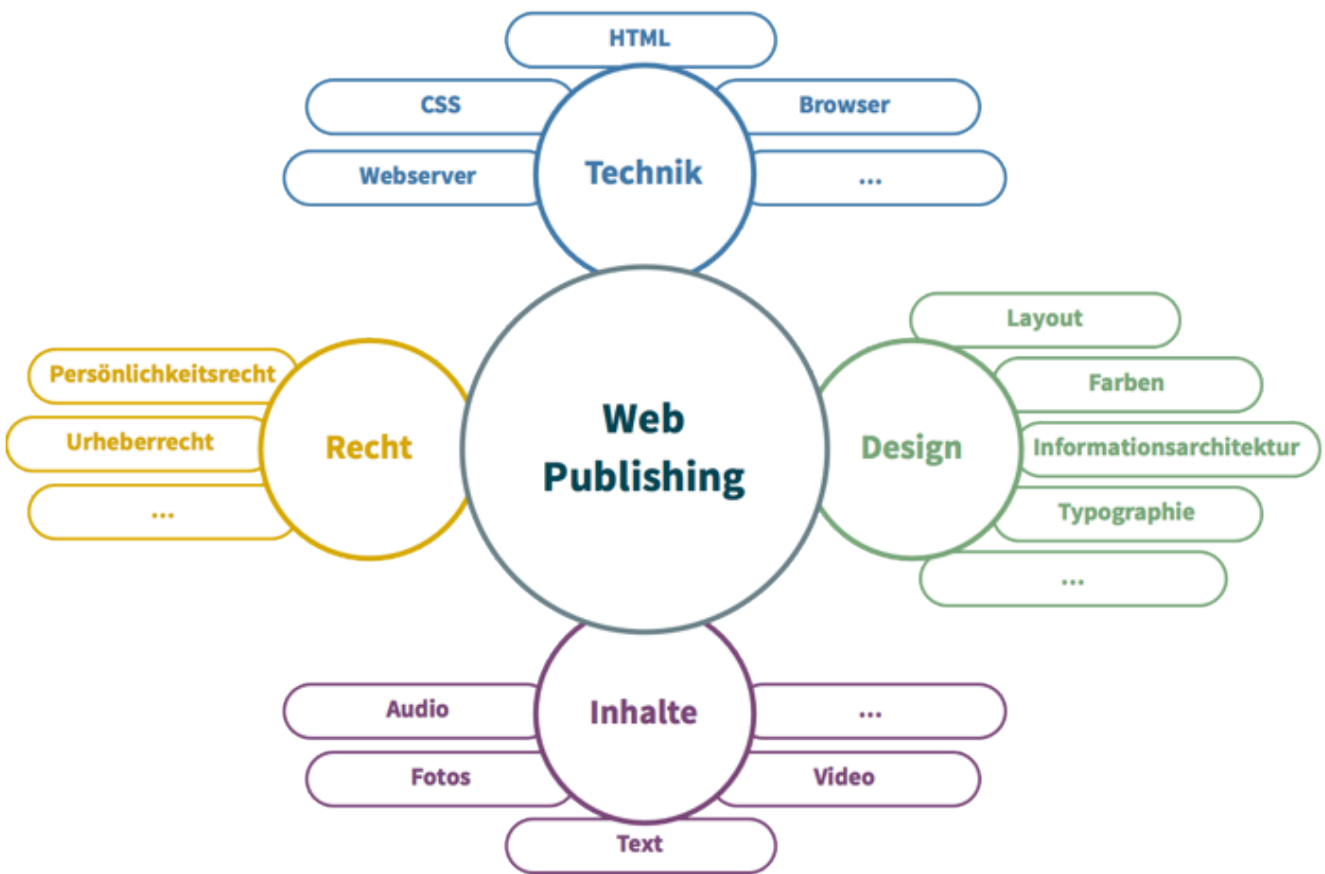 HTML
CSS
Browser
Webserver
Technik
...
Layout
Persönlichkeitsrecht
Farben
Urheberrecht
Recht
Web
Publishing
Design
Informationsarchitektur
...
Typographie
...
Audio
Inhalte
...
Fotos
Video
Text